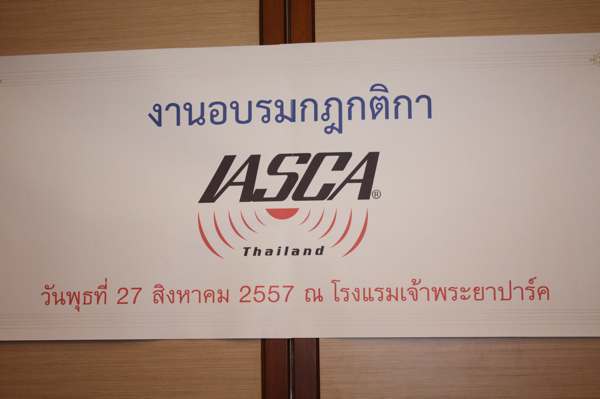 งานอบรมกฎกติกา
IASCA®
Thailand
วันพุธที่ 27 สิงหาคม 2557 ณ โรงแรมเจ้าพระยาปาร์ค